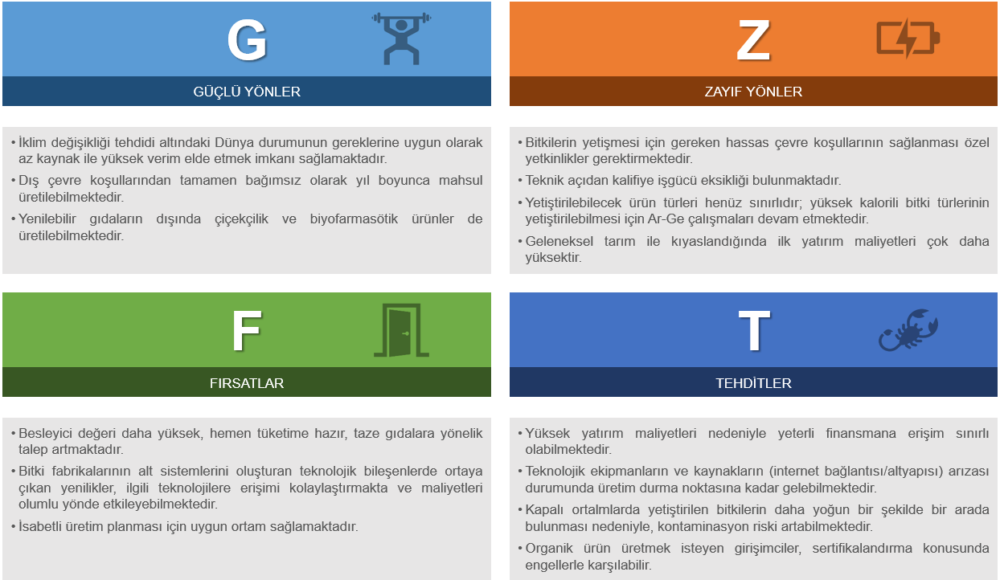 G
GÜÇLÜ YÖNLER
• İklim değişikliği tehdidi altındaki Dünya durumunun gereklerine uygun olarak
az kaynak ile yüksek verim elde etmek imkanı sağlamaktadır.
• Dış çevre koşullarından tamamen bağımsız olarak yıl boyunca mahsul
üretilebilmektedir.
• Yenilebilir gıdaların dışında çiçekçilik ve biyofarmasötik ürünler de
üretilebilmektedir.
Z
ZAYIF YÖNLER
• Bitkilerin yetişmesi için gereken hassas çevre koşullarının sağlanması özel
yetkinlikler gerektirmektedir.
• Teknik açıdan kalifiye işgücü eksikliği bulunmaktadır.
• Yetiştirilebilecek ürün türleri henüz sınırlıdır; yüksek kalorili bitki türlerinin
yetiştirilebilmesi için Ar-Ge çalışmaları devam etmektedir.
• Geleneksel tarım ile kıyaslandığında ilk yatırım maliyetleri çok daha
yüksektir.
F
FIRSATLAR
• Besleyici değeri daha yüksek, hemen tüketime hazır, taze gıdalara yönelik
talep artmaktadır.
• Bitki fabrikalarının alt sistemlerini oluşturan teknolojik bileşenlerde ortaya
çıkan yenilikler, ilgili teknolojilere erişimi kolaylaştırmakta ve maliyetleri
olumlu yönde etkileyebilmektedir.
• İsabetli üretim planması için uygun ortam sağlamaktadır.
T
TEHDİTLER
• Yüksek yatırım maliyetleri nedeniyle yeterli finansmana erişim sınırlı
olabilmektedir.
• Teknolojik ekipmanların ve kaynakların (internet bağlantısı/altyapısı) arızası
durumunda üretim durma noktasına kadar gelebilmektedir.
• Kapalı ortalmlarda yetiştirilen bitkilerin daha yoğun bir şekilde bir arada
bulunması nedeniyle, kontaminasyon riski artabilmektedir.
• Organik ürün üretmek isteyen girişimciler, sertifikalandırma konusunda
engellerle karşılabilir.